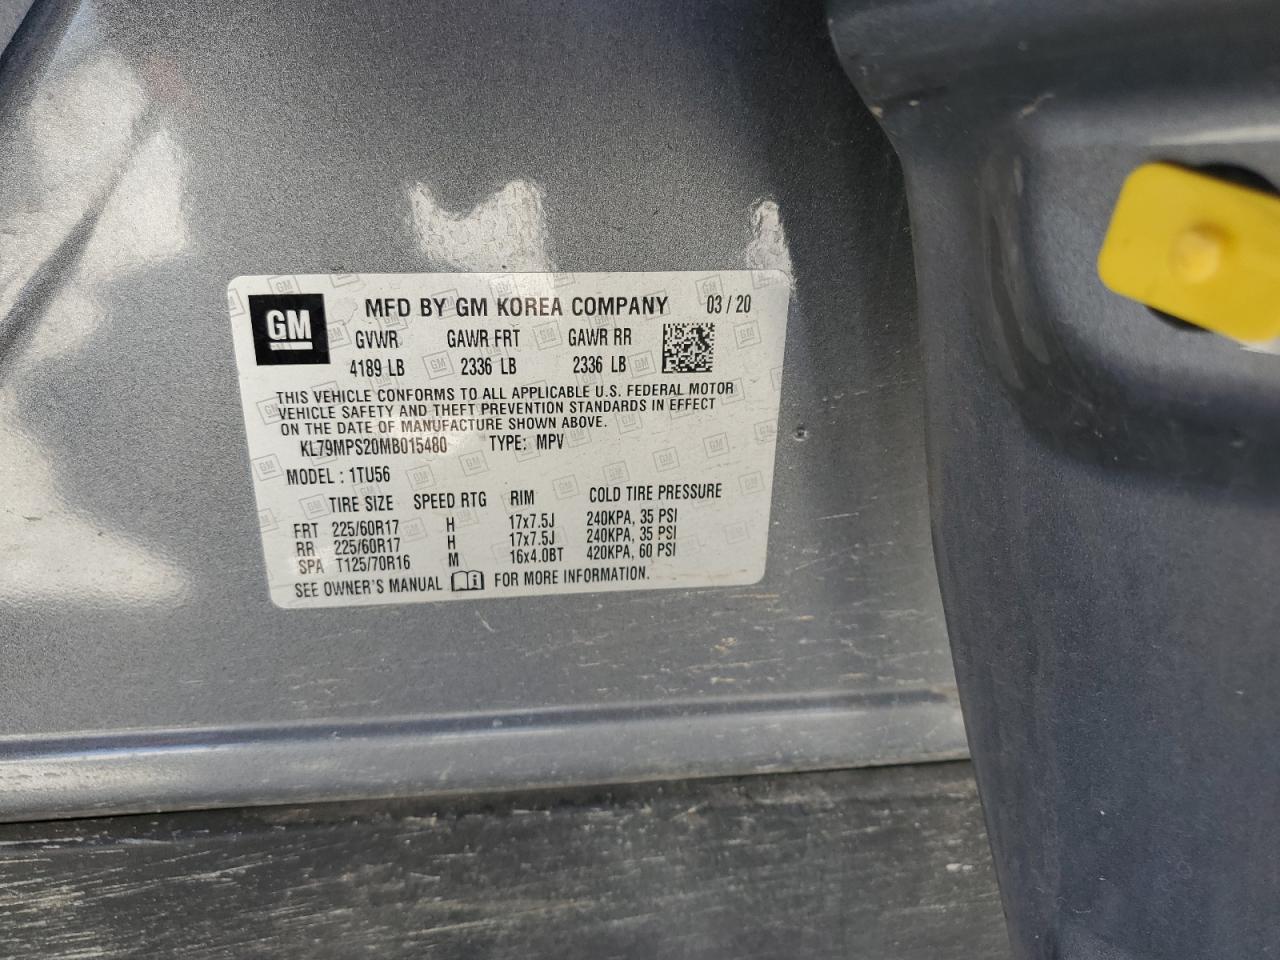 GM
MFD BY GM KOREA COMPANY 03 / 20
GVWR GAWR FRT GAWR RR
4189 LB 2336 LB 2336 LB
THIS VEHICLE CONFORMS TO ALL APPLICABLE U.S. FEDERAL MOTOR
VEHICLE SAFETY AND THEFT PREVENTION STANDARDS IN EFFECT
ON THE DATE OF MANUFACTURE SHOWN ABOVE.
KL79MPS20MB015480 TYPE: MPV
MODEL : 1TU56
TIRE SIZE SPEED RTG RIM COLD TIRE PRESSURE
FRT 225/60R17 H 17x7.5J 240KPA, 35 PSI
RR 225/60R17 H 17x7.5J 240KPA, 35 PSI
SPA T125/70R16 M 16x4.0BT 420KPA, 60 PSI
SEE OWNER'S MANUAL FOR MORE INFORMATION.